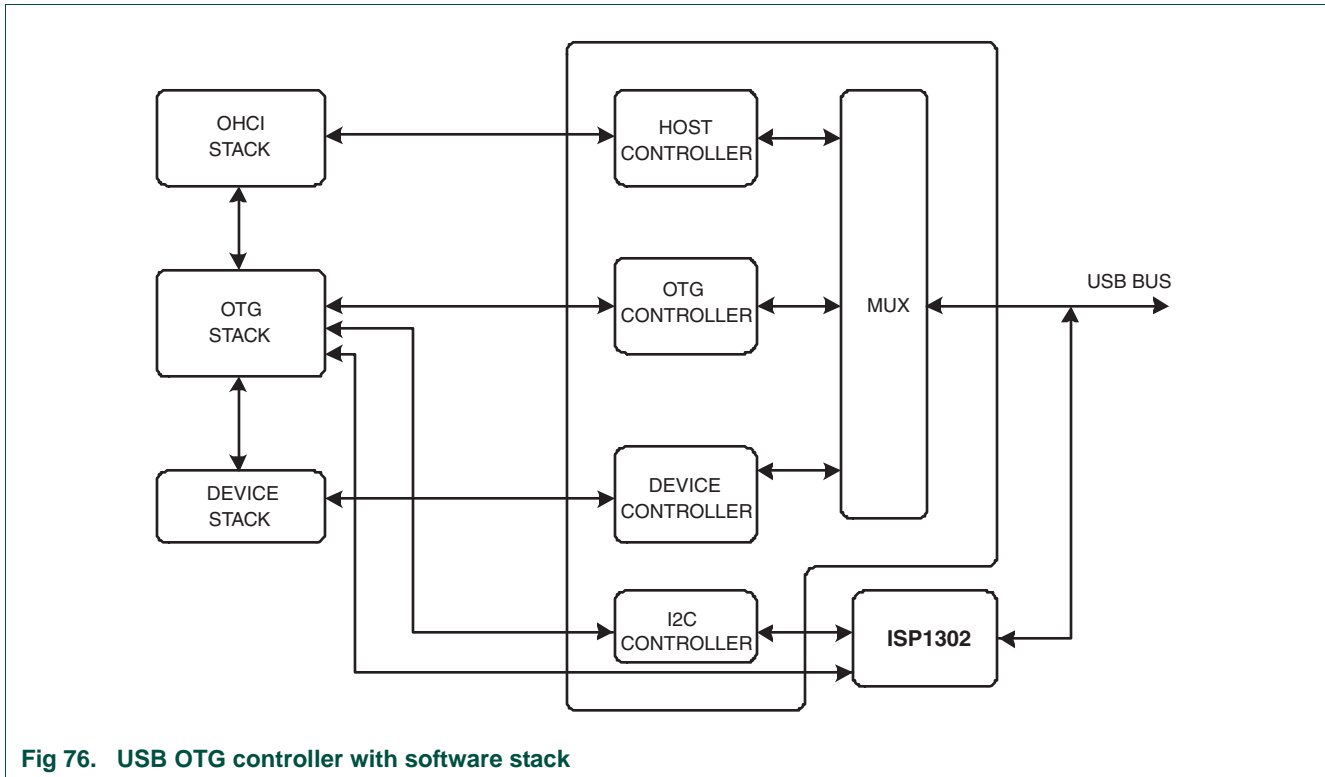 OHCI
STACK
HOST
CONTROLLER
OTG
STACK
OTG
CONTROLLER
MUX
USB BUS
DEVICE
STACK
DEVICE
CONTROLLER
I2C
CONTROLLER
ISP1302
Fig 76. USB OTG controller with software stack